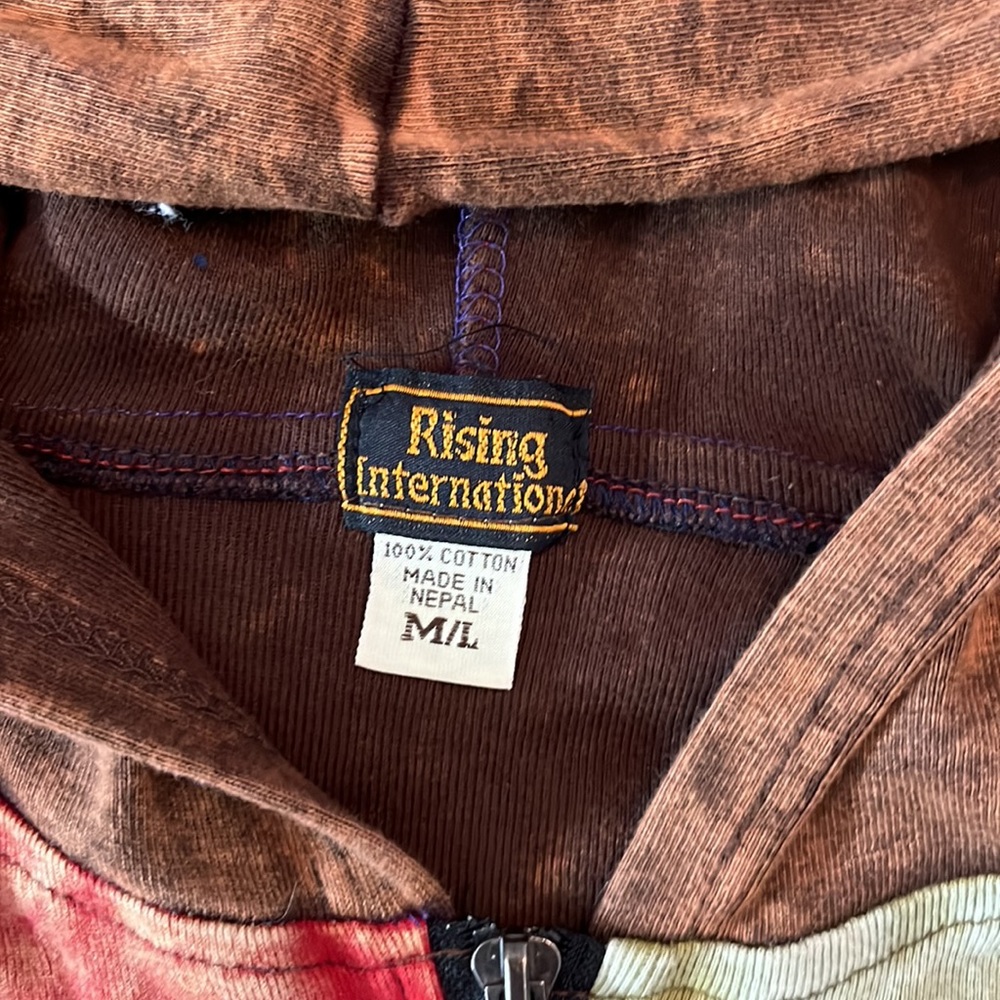 Rising
International
100% COTTON
MADE IN
NEPAL
M/L